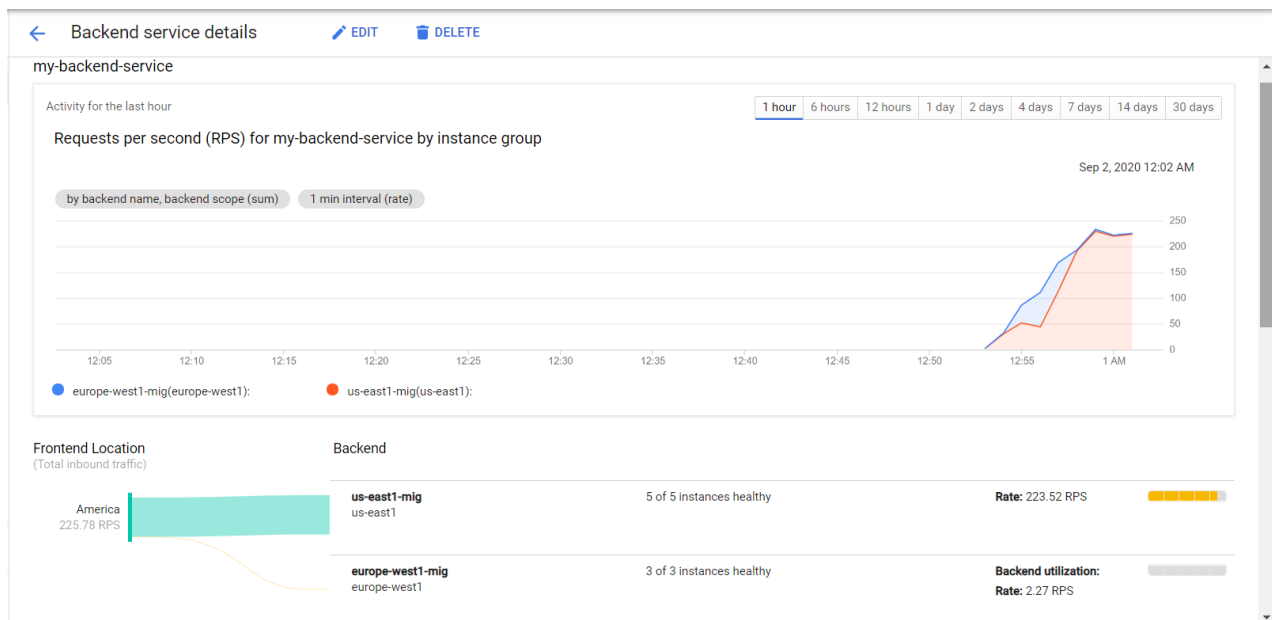 Backend service details EDIT DELETE
my-backend-service
Activity for the last hour
1 hour 6 hours 12 hours 1 day 2 days 4 days 7 days 14 days 30 days
Requests per second (RPS) for my-backend-service by instance group
Sep 2, 2020 12:02 AM
by backend name, backend scope (sum) 1 min interval (rate)
250
200
150
100
50
0
12:05 12:10 12:15 12:20 12:25 12:30 12:35 12:40 12:45 12:50 12:55 1 AM
europe-west1-mig(europe-west1): us-east1-mig(us-east1):
Frontend Location Backend
(Total inbound traffic)
us-east1-mig 5 of 5 instances healthy Rate: 223.52 RPS
America us-east1
225.78 RPS
europe-west1-mig 3 of 3 instances healthy Backend utilization:
europe-west1 Rate: 2.27 RPS